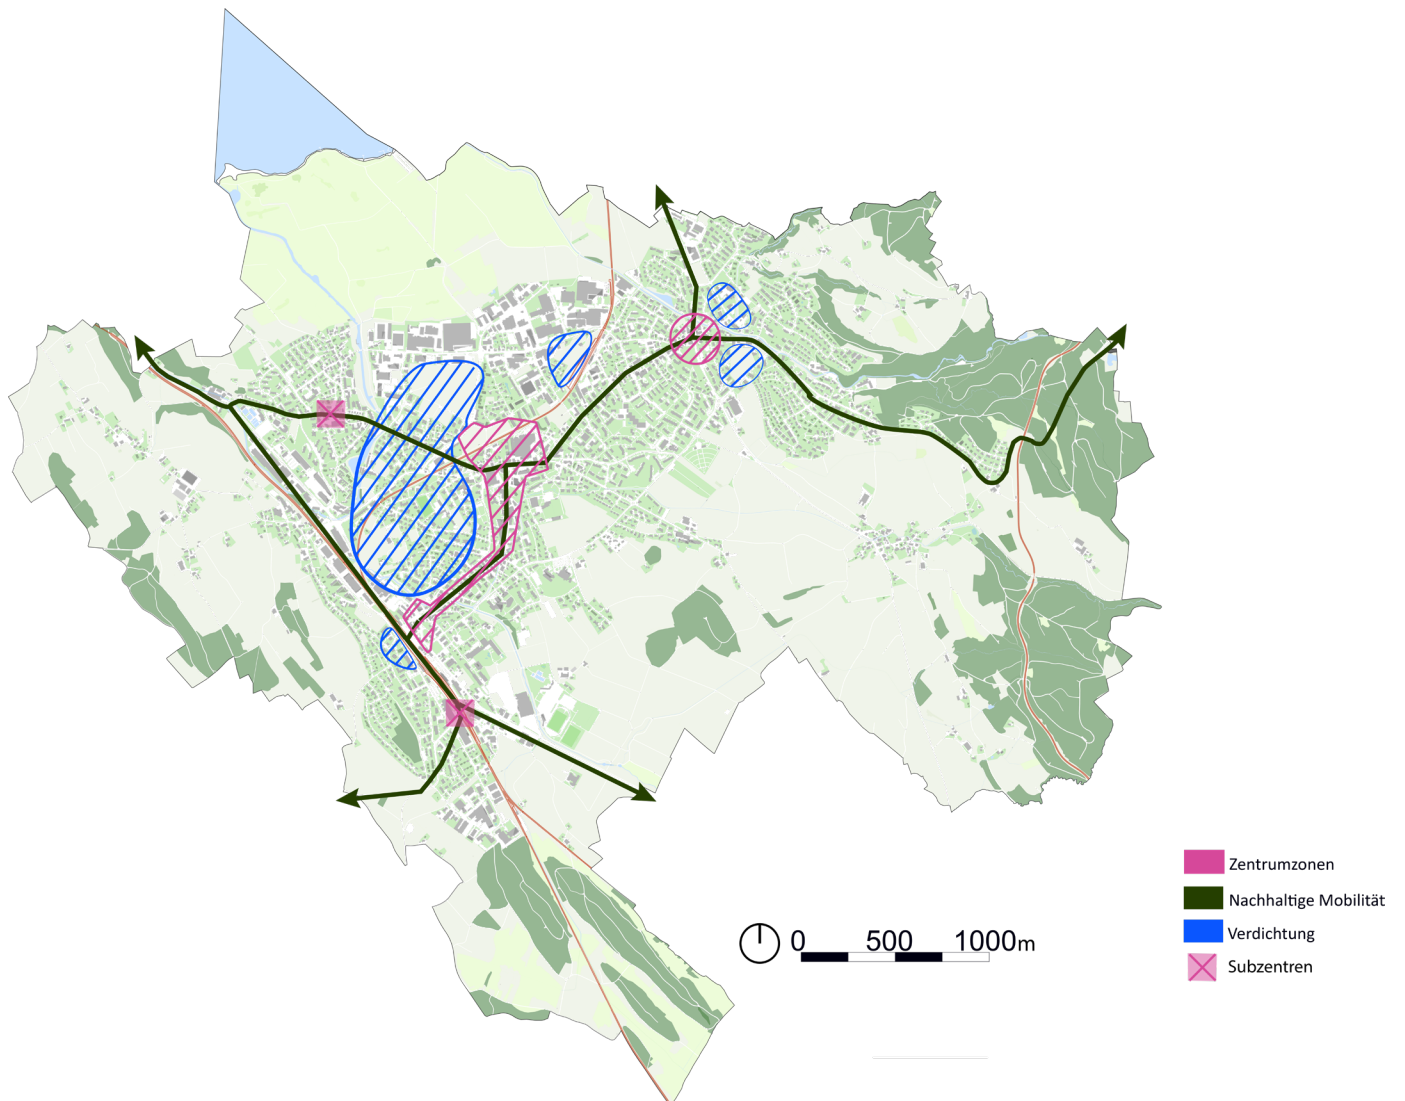 Zentrumzonen
Nachhaltige Mobilität
Verdichtung
Subzentren
0 500 1000m